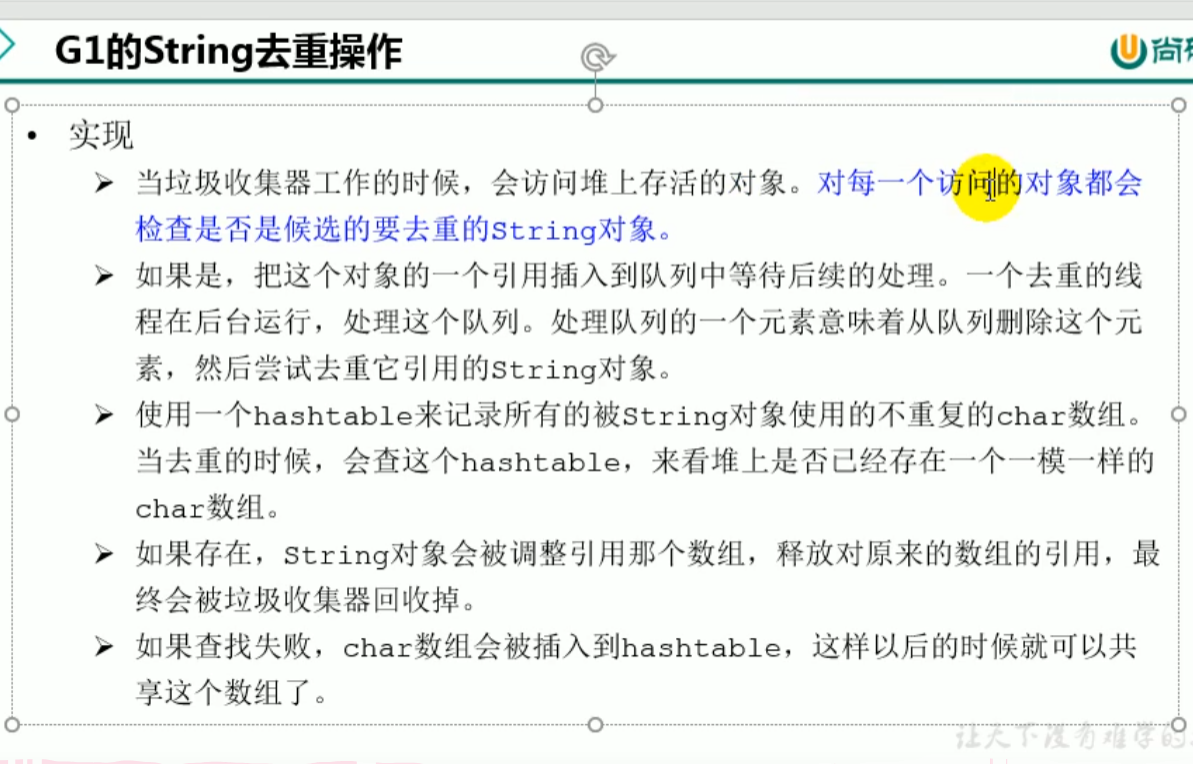 G1的String去重操作
尚硅
• 实现
➢ 当垃圾收集器工作的时候，会访问堆上存活的对象。对每一个访问的对象都会
检查是否是候选的要去重的String对象。
➢ 如果是，把这个对象的一个引用插入到队列中等待后续的处理。一个去重的线
程在后台运行，处理这个队列。处理队列的一个元素意味着从队列删除这个元
素，然后尝试去重它引用的String对象。
➢ 使用一个hashtable来记录所有的被String对象使用的不重复的char数组。
当去重的时候，会查这个hashtable，来看堆上是否已经存在一个一模一样的
char数组。
➢ 如果存在，String对象会被调整引用那个数组，释放对原来的数组的引用，最
终会被垃圾收集器回收掉。
➢ 如果查找失败，char数组会被插入到hashtable，这样以后的时候就可以共
享这个数组了。
让天下没有难学的